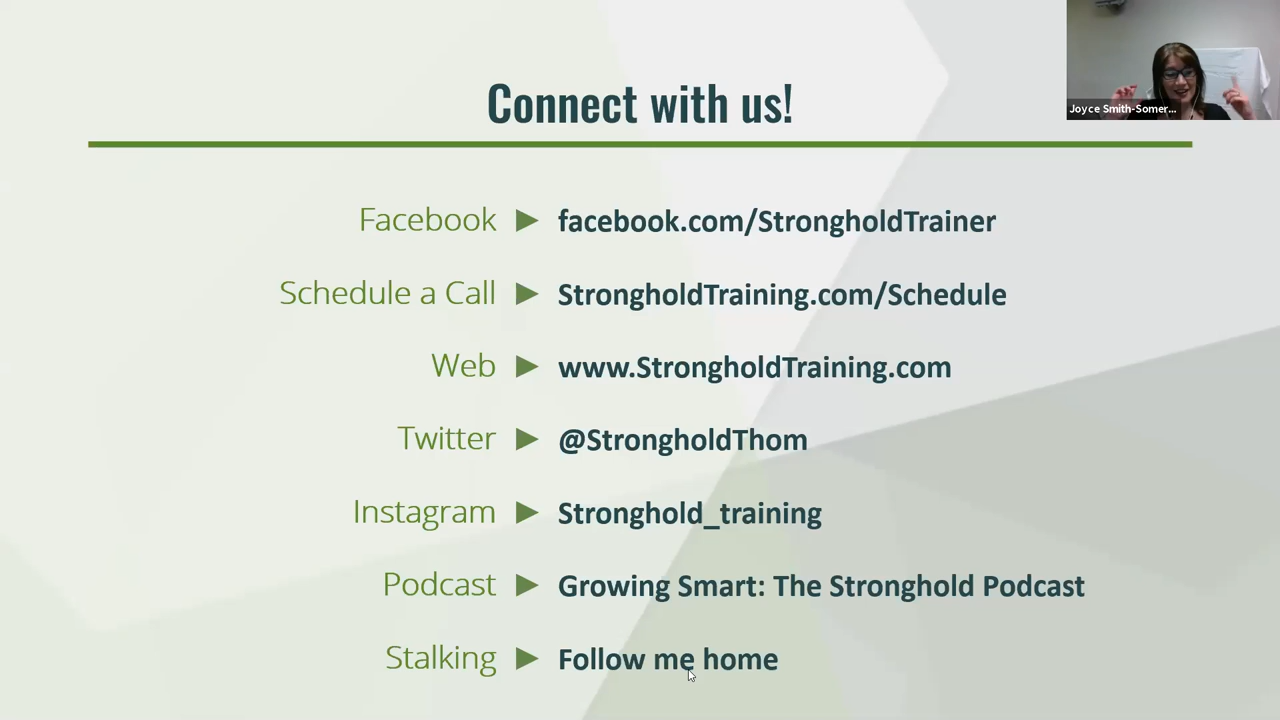 Connect with us!
Joyce Smith-Somer...
Facebook ► facebook.com/StrongholdTrainer
Schedule a Call ► StrongholdTraining.com/Schedule
Web ► www.StrongholdTraining.com
Twitter ► @StrongholdThom
Instagram ► Stronghold_training
Podcast ► Growing Smart: The Stronghold Podcast
Stalking ► Follow me home